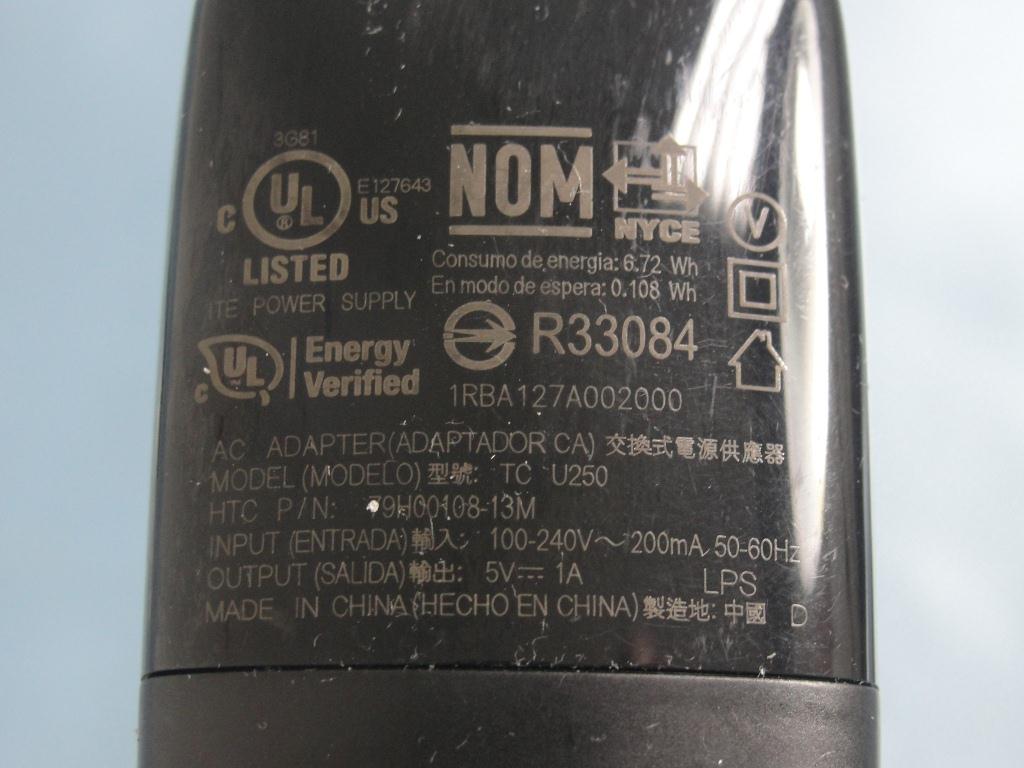 3G81
C UL ® US
E127643
LISTED
ITE POWER SUPPLY
C UL Energy
Verified
NOM
NYCE
V
Consumo de energia: 6.72 Wh
En modo de espera: 0.108 Wh
R33084
1RBA127A002000
AC ADAPTER(ADAPTADOR CA) 交換式電源供應器
MODEL (MODELO) 型號: TC U250
HTC P/N: 79H00108-13M
INPUT (ENTRADA) 輸入: 100-240V～ 200mA 50-60Hz
OUTPUT (SALIDA) 輸出: 5V⎓ 1A LPS
MADE IN CHINA (HECHO EN CHINA) 製造地: 中國 D